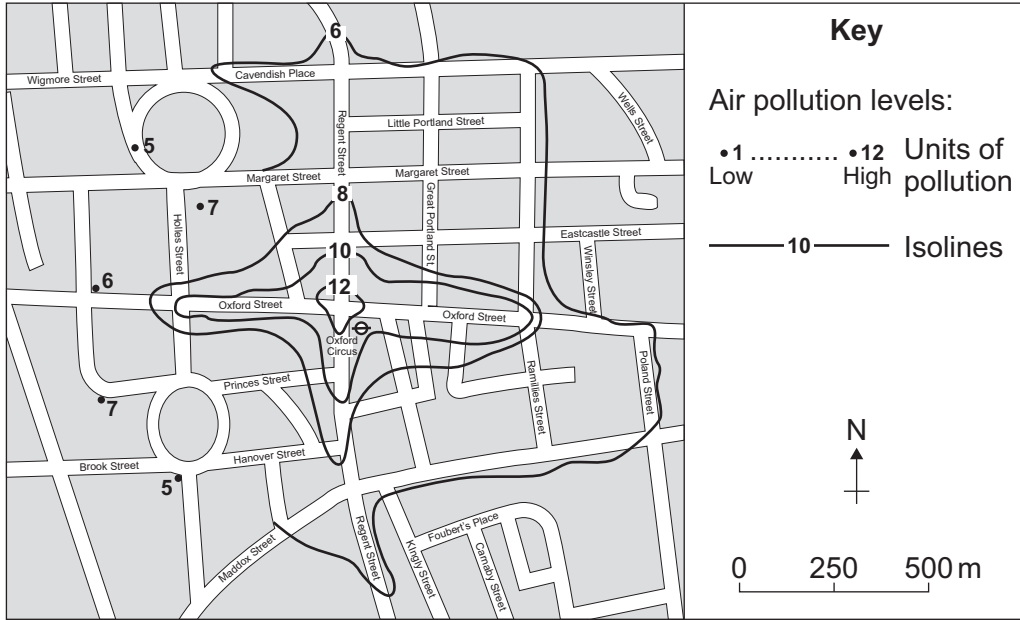 6
Wigmore Street
Cavendish Place
Wells Street
Regent Street
Little Portland Street
5
Margaret Street
Margaret Street
8
7
Great Portland St.
Holles Street
Eastcastle Street
10
Winsley Street
6
12
Oxford Street
Oxford Street
Oxford
Circus
Princes Street
Ramillies Street
Poland Street
7
Brook Street
Hanover Street
5
Maddox Street
Regent Street
Kingly Street
Foubert's Place
Carnaby Street
Key
Air pollution levels:
•1 ........... •12 Units of
Low High pollution
10 Isolines
N
0 250 500 m